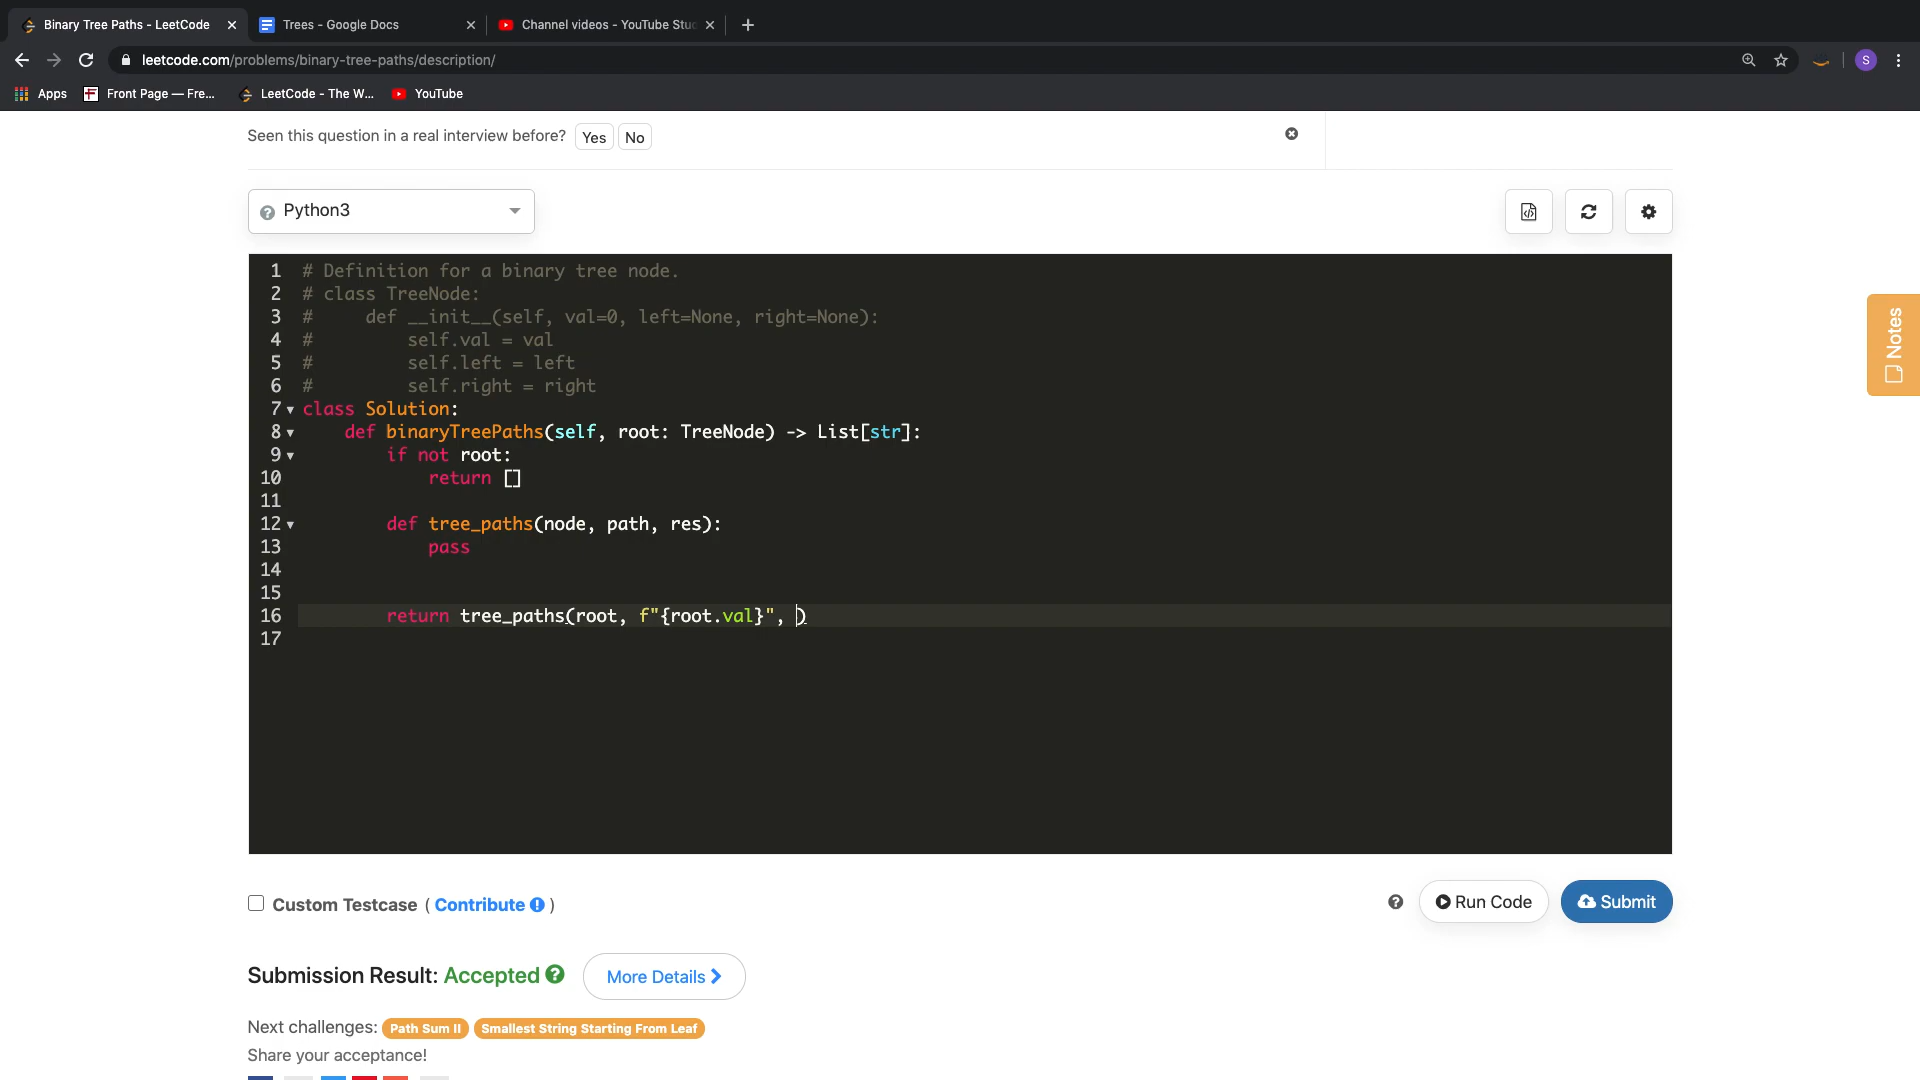 Binary Tree Paths - LeetCode
Trees - Google Docs
Channel videos - YouTube Stu
leetcode.com/problems/binary-tree-paths/description/
S
Apps
Front Page — Fre...
LeetCode - The W...
YouTube
Seen this question in a real interview before? Yes No
Python3
1 # Definition for a binary tree node.
2 # class TreeNode:
3 #     def __init__(self, val=0, left=None, right=None):
4 #         self.val = val
5 #         self.left = left
6 #         self.right = right
7 class Solution:
8     def binaryTreePaths(self, root: TreeNode) -> List[str]:
9         if not root:
10             return []
11
12         def tree_paths(node, path, res):
13             pass
14
15
16         return tree_paths(root, f"{root.val}", )
17
Notes
Custom Testcase ( Contribute )
Run Code
Submit
Submission Result: Accepted
More Details
Next challenges: Path Sum II Smallest String Starting From Leaf
Share your acceptance!